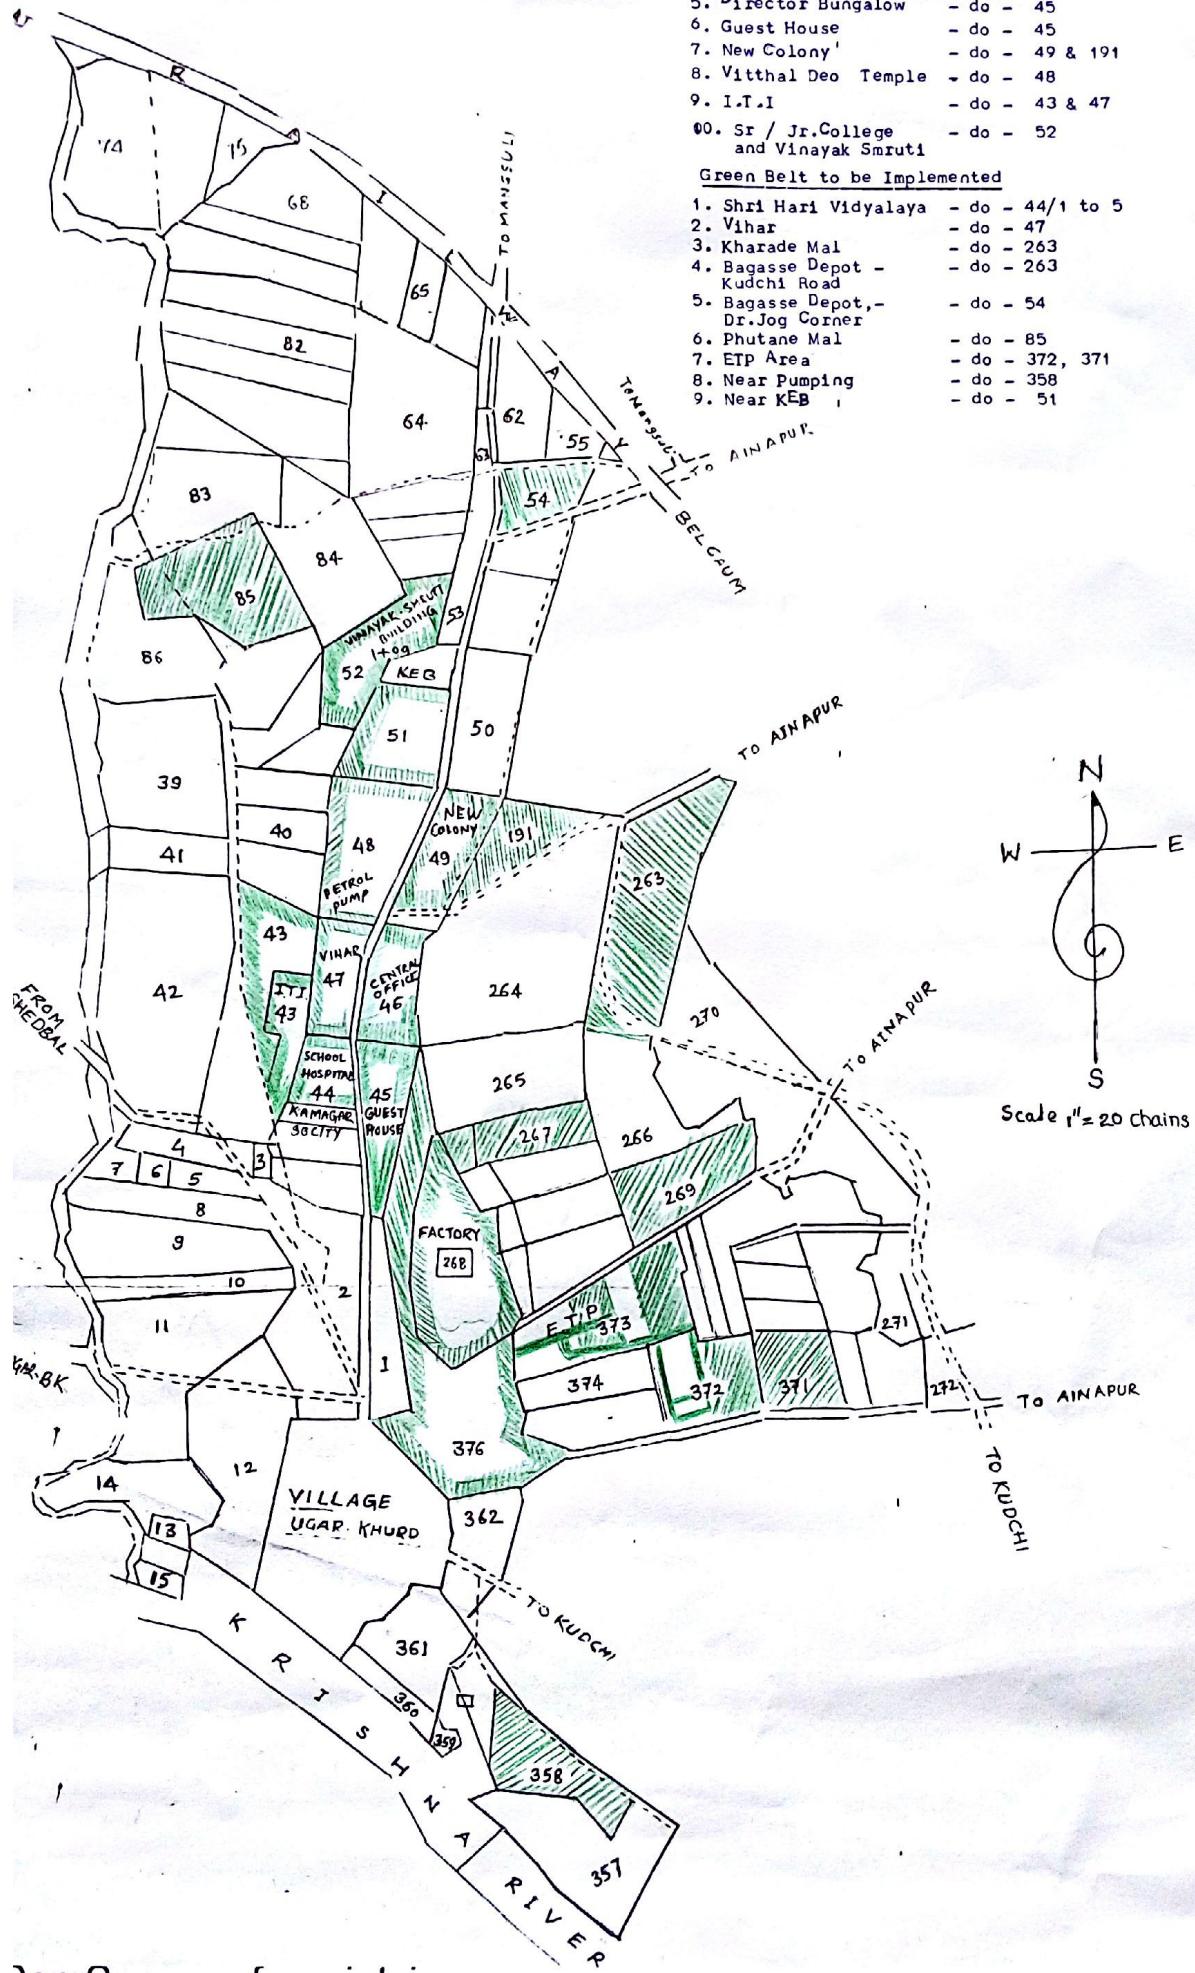 5. Director Bungalow - do - 45
6. Guest House - do - 45
7. New Colony' - do - 49 & 191
8. Vitthal Deo Temple - do - 48
9. I.T.I - do - 43 & 47
00. Sr / Jr.College - do - 52
and Vinayak Smruti
Green Belt to be Implemented
1. Shri Hari Vidyalaya - do - 44/1 to 5
2. Vihar - do - 47
3. Kharade Mal - do - 263
4. Bagasse Depot - - do - 263
Kudchi Road
5. Bagasse Depot,- - do - 54
Dr.Jog Corner
6. Phutane Mal - do - 85
7. ETP Area - do - 372, 371
8. Near Pumping - do - 358
9. Near KEB - do - 51
R
I
A
Y
TO MANSSULI
74
75
68
65
82
64
62
63
55
To Mangsuli
TO AINAPUR
BELGAUM
54
83
84
85
86
VINAYAK-SMRUTI
BUILDING
1+09
53
52
KEB
51
50
39
40
41
48
PETROL
PUMP
NEW
COLONY
49
191
TO AINAPUR
263
N
W
E
S
Scale 1"= 20 chains
43
VIHAR
47
CENTRAL
OFFICE
46
42
ITI
43
264
270
TO AINAPUR
FROM
SHEDBAL
SCHOOL
HOSPITAL
44
45
GUEST
HOUSE
KAMAGAR
SOCITY
265
267
266
269
4
3
7
6
5
8
9
10
11
2
1
FACTORY
268
E.T.P
373
374
372
371
271
272
TO AINAPUR
TO KUDCHI
376
12
14
13
15
VILLAGE
UGAR. KHURD
362
TO KUDCHI
361
360
359
358
357
KRISHNA
RIVER